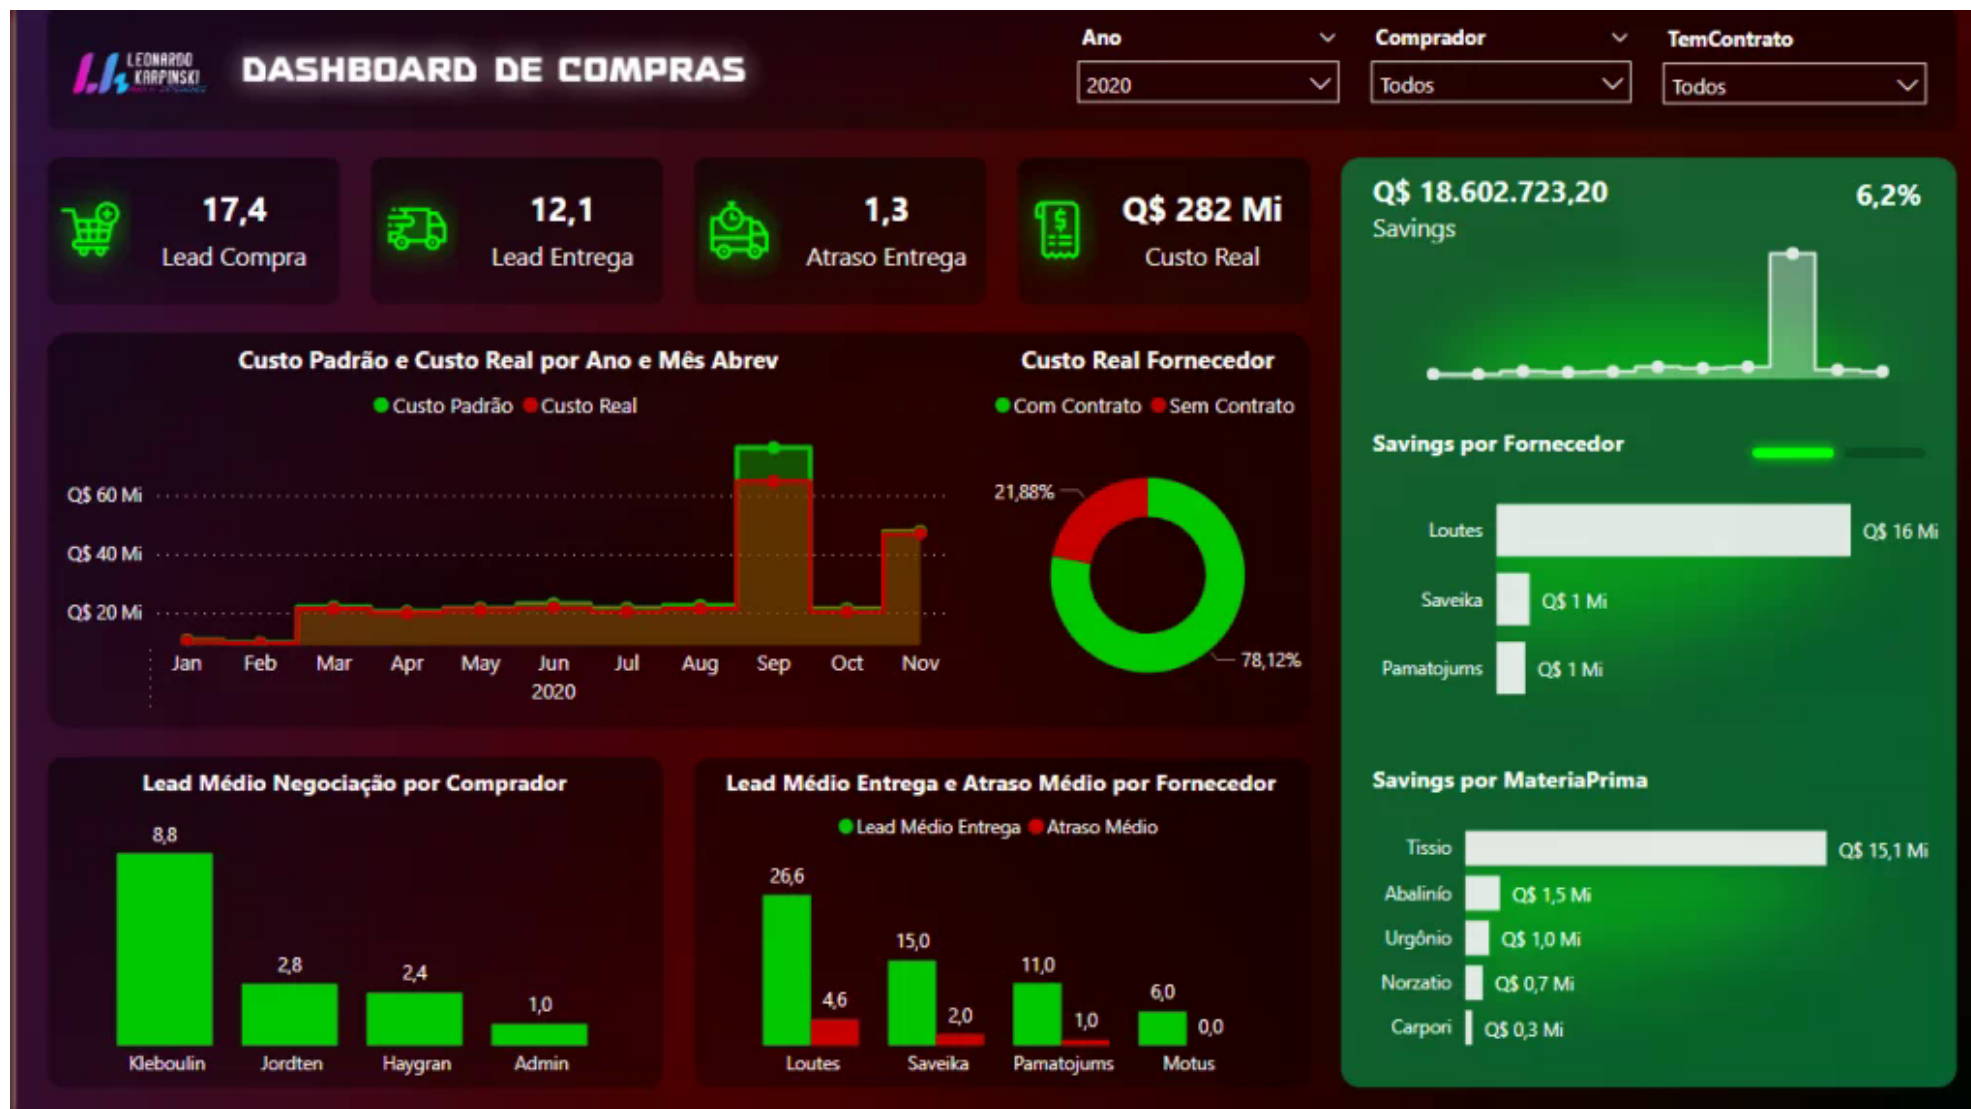 LEONARDO
KARPINSKI
DASHBOARD DE COMPRAS
Ano
2020
Comprador
Todos
TemContrato
Todos
17,4
Lead Compra
12,1
Lead Entrega
1,3
Atraso Entrega
Q$ 282 Mi
Custo Real
Q$ 18.602.723,20
6,2%
Savings
Custo Padrão e Custo Real por Ano e Mês Abrev
Custo Padrão Custo Real
Q$ 60 Mi
Q$ 40 Mi
Q$ 20 Mi
Jan Feb Mar Apr May Jun Jul Aug Sep Oct Nov
2020
Custo Real Fornecedor
Com Contrato Sem Contrato
21,88%
78,12%
Savings por Fornecedor
Loutes Q$ 16 Mi
Saveika Q$ 1 Mi
Pamatojums Q$ 1 Mi
Lead Médio Negociação por Comprador
8,8
2,8
2,4
1,0
Kleboulin Jordten Haygran Admin
Lead Médio Entrega e Atraso Médio por Fornecedor
Lead Médio Entrega Atraso Médio
26,6
4,6
15,0
2,0
11,0
1,0
6,0
0,0
Loutes Saveika Pamatojums Motus
Savings por MateriaPrima
Tissio Q$ 15,1 Mi
Abalinío Q$ 1,5 Mi
Urgônio Q$ 1,0 Mi
Norzatio Q$ 0,7 Mi
Carpori Q$ 0,3 Mi